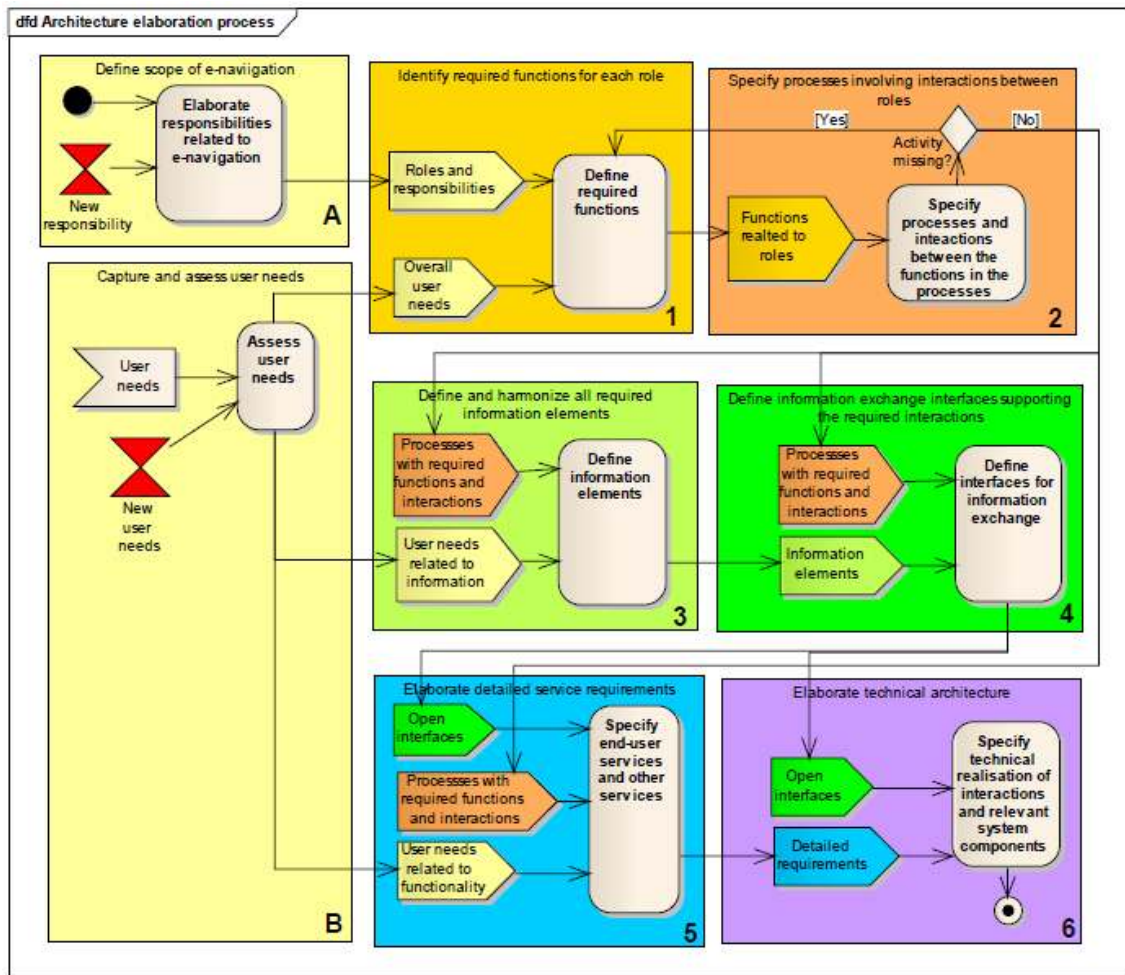 dfd Architecture elaboration process
Define scope of e-naviigation
Elaborate
responsibilities
related to
e-navigation
New
responsibility
A
Identify required functions for each role
Roles and
responsibilities
Define
required
functions
Overall
user
needs
1
Specify processes involving interactions between
roles
[Yes]
[No]
Activity
missing?
Functions
realted to
roles
Specify
processes and
inteactions
between the
functions in the
processes
2
Capture and assess user needs
User
needs
Assess
user
needs
New
user
needs
B
Define and harmonize all required
information elements
Processses
with required
functions and
interactions
Define
information
elements
User needs
related to
information
3
Define information exchange interfaces supporting
the required interactions
Processses
with required
functions and
interactions
Define
interfaces for
information
exchange
Information
elements
4
Elaborate detailed service requirements
Open
interfaces
Specify
end-user
services
and other
services
Processses with
required functions
and interactions
User needs
related to
functionality
5
Elaborate technical architecture
Open
interfaces
Specify
technical
realisation of
interactions
and relevant
system
components
Detailed
requirements
6